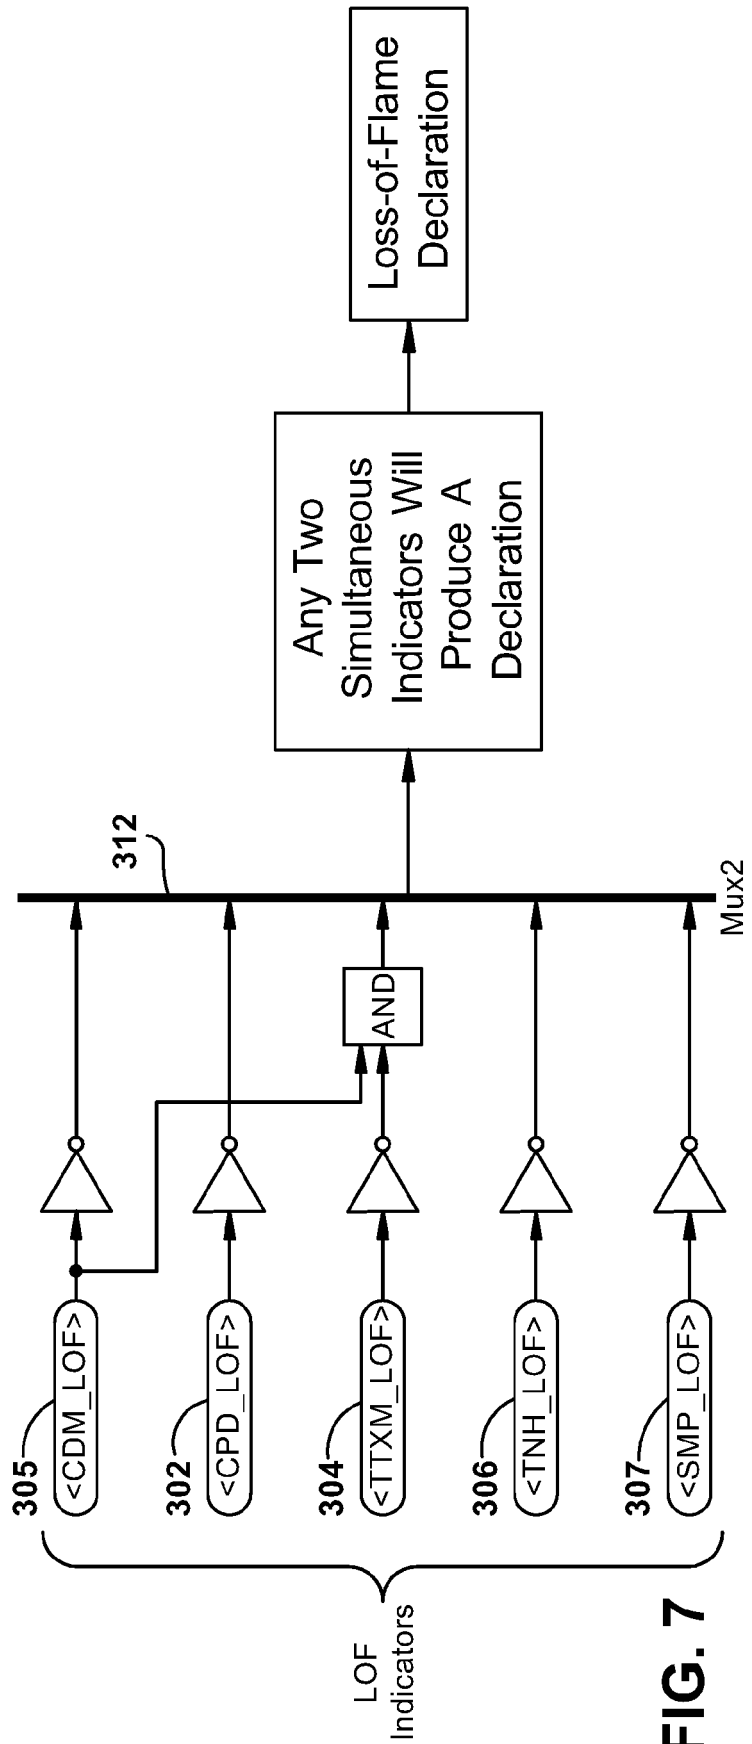 LOF
Indicators
305
<CDM_LOF>
302
<CPD_LOF>
304
<TTXM_LOF>
306
<TNH_LOF>
307
<SMP_LOF>
AND
312
Mux2
Any Two
Simultaneous
Indicators Will
Produce A
Declaration
Loss-of-Flame
Declaration
FIG. 7